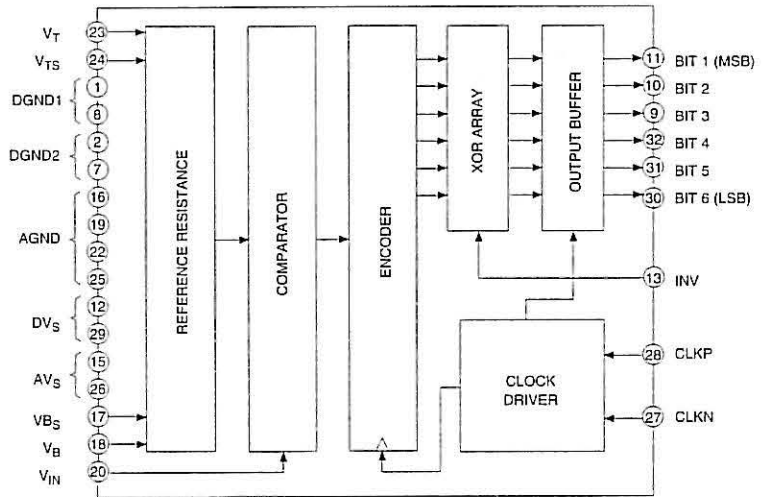 V_T 23
V_TS 24
DGND1 1 8
DGND2 2 7
AGND 16 19 22 25
DV_S 12 29
AV_S 15 26
VB_S 17
V_B 18
V_IN 20
REFERENCE RESISTANCE
COMPARATOR
ENCODER
XOR ARRAY
OUTPUT BUFFER
CLOCK
DRIVER
11 BIT 1 (MSB)
10 BIT 2
9 BIT 3
32 BIT 4
31 BIT 5
30 BIT 6 (LSB)
13 INV
28 CLKP
27 CLKN